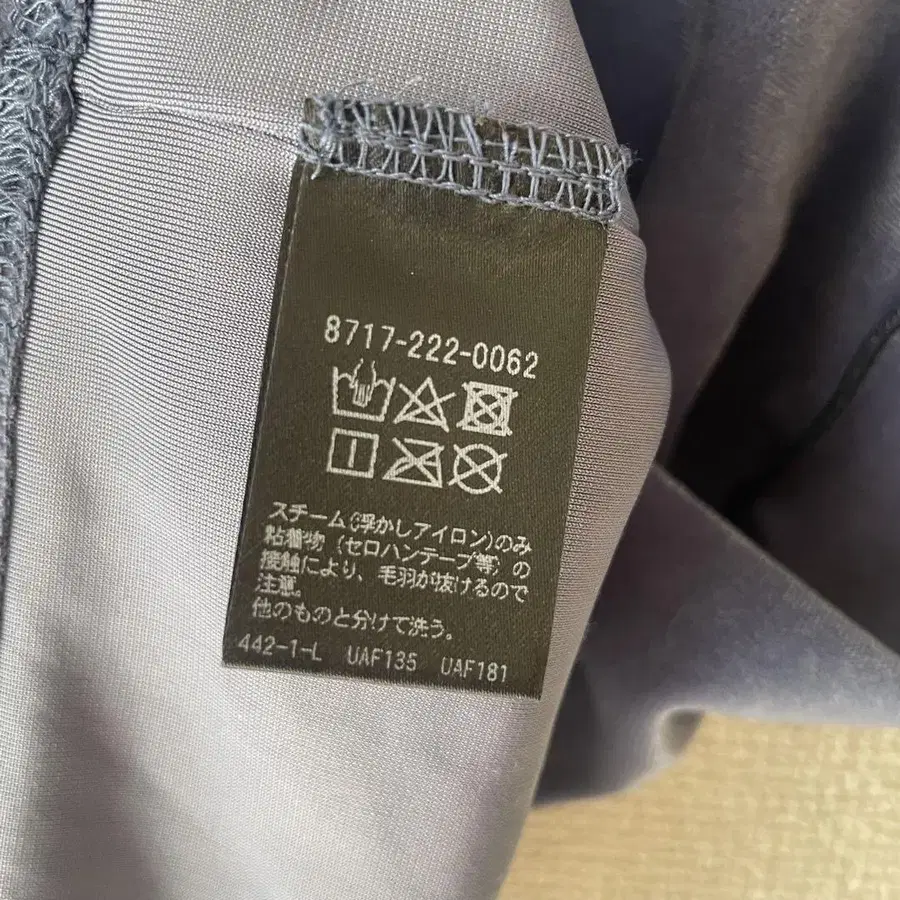 8717-222-0062
スチーム(浮かしアイロン)のみ
粘着物(セロハンテープ等)の
接触により、毛羽が抜けるので
注意。
他のものと分けて洗う。
442-1-L UAF135 UAF181